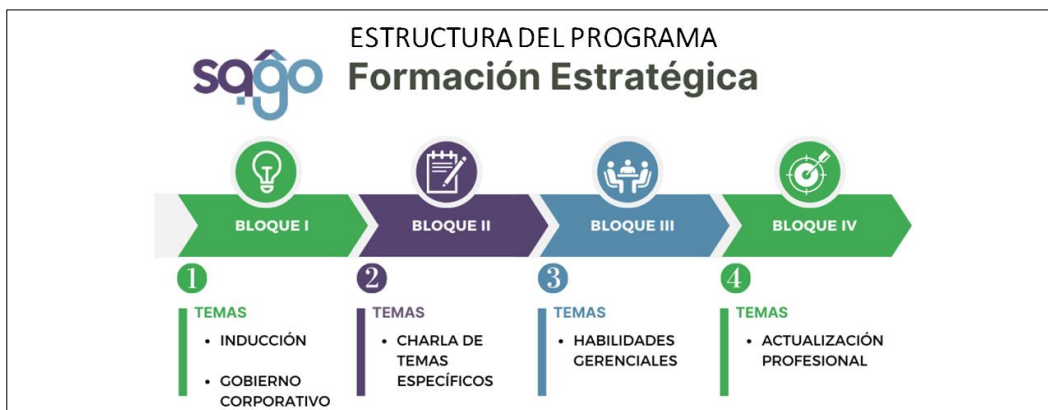 ESTRUCTURA DEL PROGRAMA
sago
Formación Estratégica
BLOQUE I
BLOQUE II
BLOQUE III
BLOQUE IV
1
TEMAS
• INDUCCIÓN
• GOBIERNO
CORPORATIVO
2
TEMAS
• CHARLA DE
TEMAS
ESPECÍFICOS
3
TEMAS
• HABILIDADES
GERENCIALES
4
TEMAS
• ACTUALIZACIÓN
PROFESIONAL